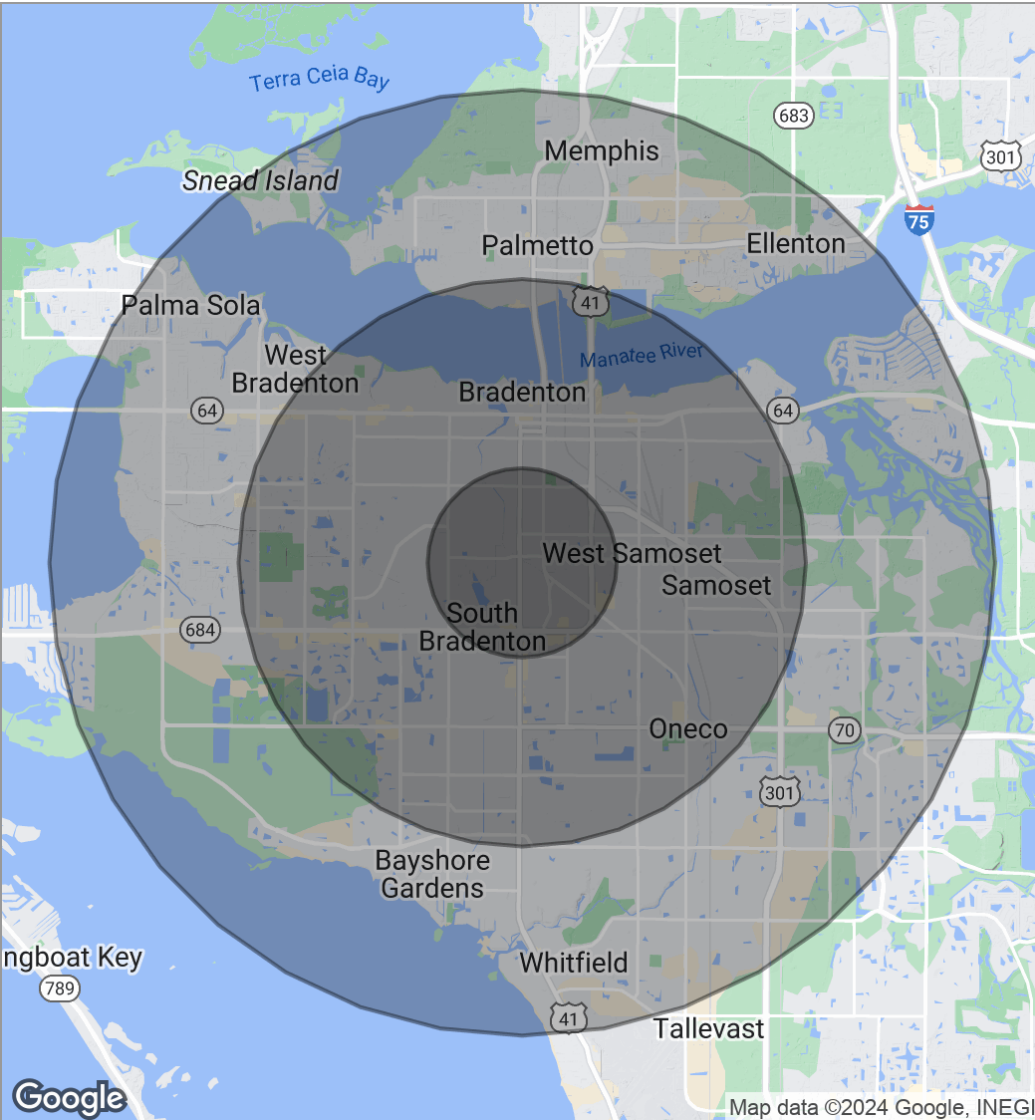 Terra Ceia Bay
683
Memphis
301
Snead Island
75
Palmetto
Ellenton
41
Palma Sola
Manatee River
West
Bradenton
Bradenton
64
64
West Samoset
Samoset
South
Bradenton
684
Oneco
70
301
Bayshore
Gardens
ngboat Key
Whitfield
789
41
Tallevast
Google
Map data ©2024 Google, INEGI